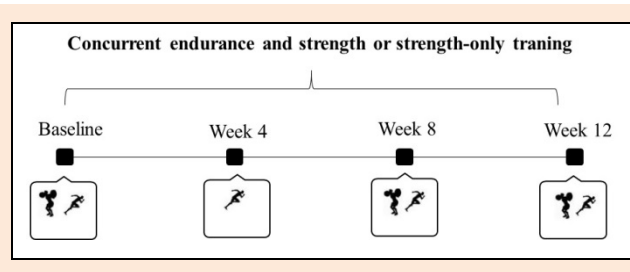 Concurrent endurance and strength or strength-only traning
Baseline Week 4 Week 8 Week 12